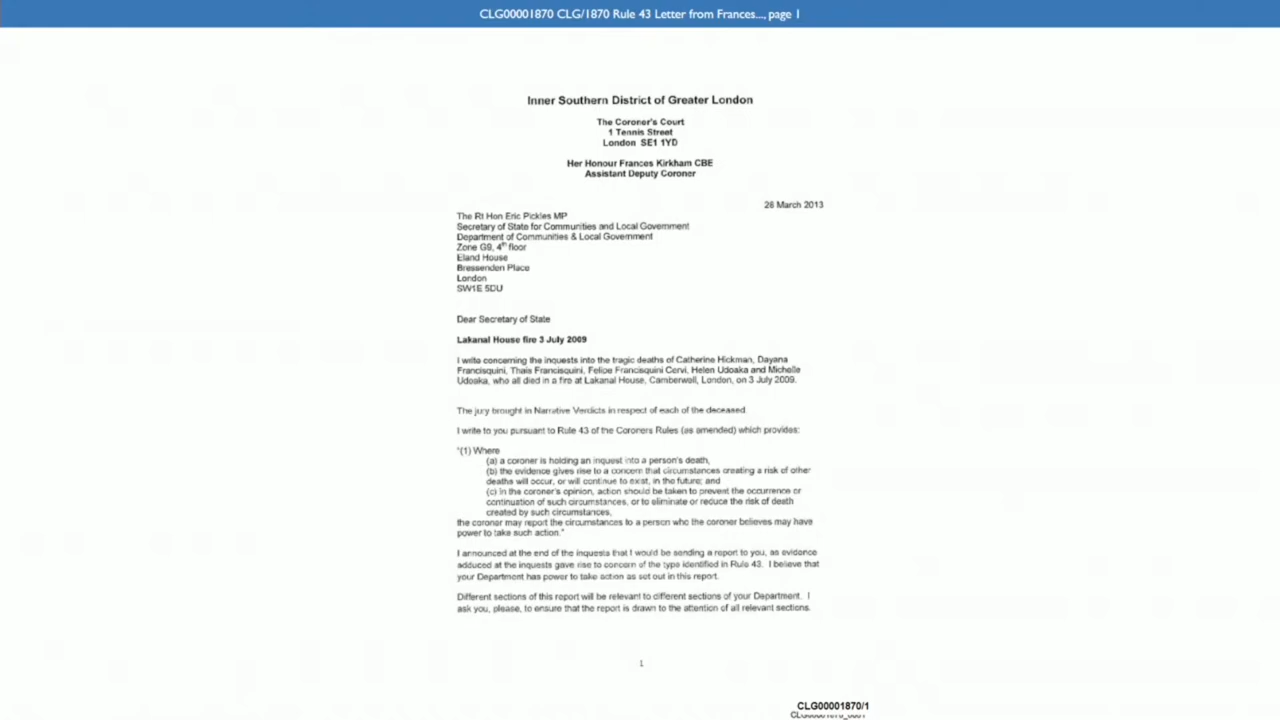 CLG00001870 CLG/1870 Rule 43 Letter from Frances..., page 1
Inner Southern District of Greater London
The Coroner's Court
1 Tennis Street
London SE1 1YD
Her Honour Frances Kirkham CBE
Assistant Deputy Coroner
28 March 2013
The Rt Hon Eric Pickles MP
Secretary of State for Communities and Local Government
Department of Communities & Local Government
Zone G9, 4th floor
Eland House
Bressenden Place
London
SW1E 5DU
Dear Secretary of State
Lakanal House fire 3 July 2009
I write concerning the inquests into the tragic deaths of Catherine Hickman, Dayana
Francisquini, Thais Francisquini, Felipe Francisquini Cervi, Helen Udoaka and Michelle
Udoaka, who all died in a fire at Lakanal House, Camberwell, London, on 3 July 2009.
The jury brought in Narrative Verdicts in respect of each of the deceased
I write to you pursuant to Rule 43 of the Coroners Rules (as amended) which provides:
"(1) Where
(a) a coroner is holding an inquest into a person's death,
(b) the evidence gives rise to a concern that circumstances creating a risk of other
deaths will occur, or will continue to exist, in the future; and
(c) in the coroner's opinion, action should be taken to prevent the occurrence or
continuation of such circumstances, or to eliminate or reduce the risk of death
created by such circumstances,
the coroner may report the circumstances to a person who the coroner believes may have
power to take such action."
I announced at the end of the inquests that I would be sending a report to you, as evidence
adduced at the inquests gave rise to concern of the type identified in Rule 43. I believe that
your Department has power to take action as set out in this report.
Different sections of this report will be relevant to different sections of your Department. I
ask you, please, to ensure that the report is drawn to the attention of all relevant sections.
1
CLG00001870/1